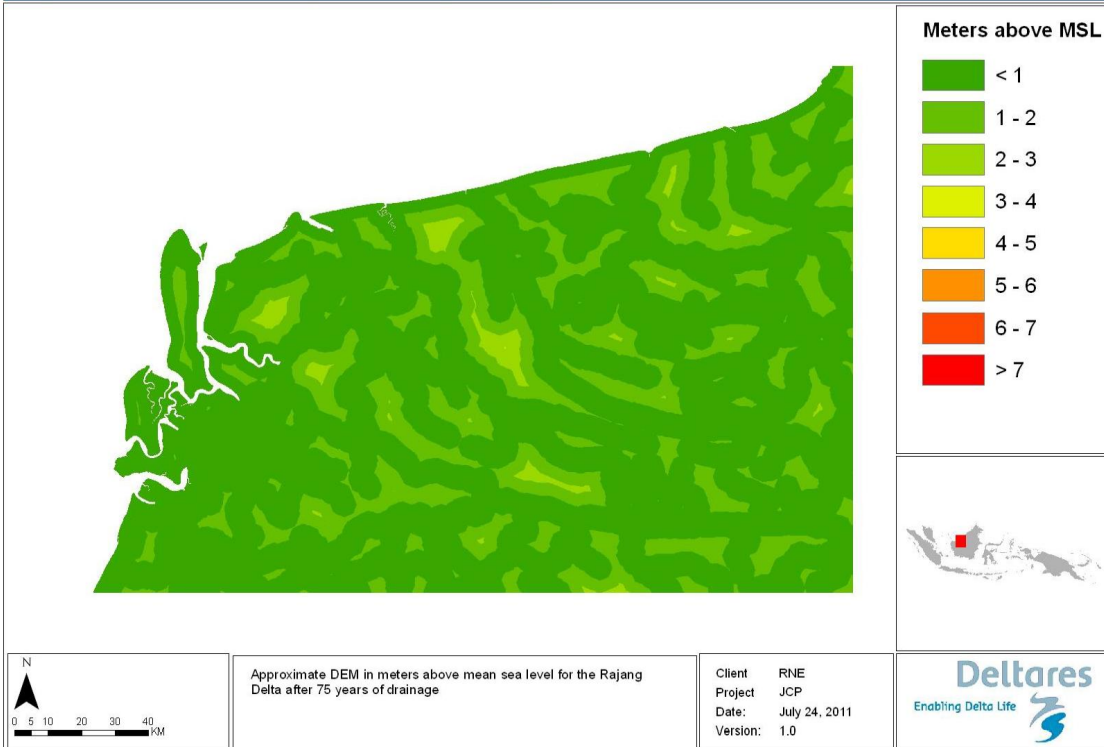 Meters above MSL
< 1
1 - 2
2 - 3
3 - 4
4 - 5
5 - 6
6 - 7
> 7
N
0 5 10 20 30 40
KM
Approximate DEM in meters above mean sea level for the Rajang
Delta after 75 years of drainage
Client RNE
Project JCP
Date: July 24, 2011
Version: 1.0
Deltares
Enabling Delta Life